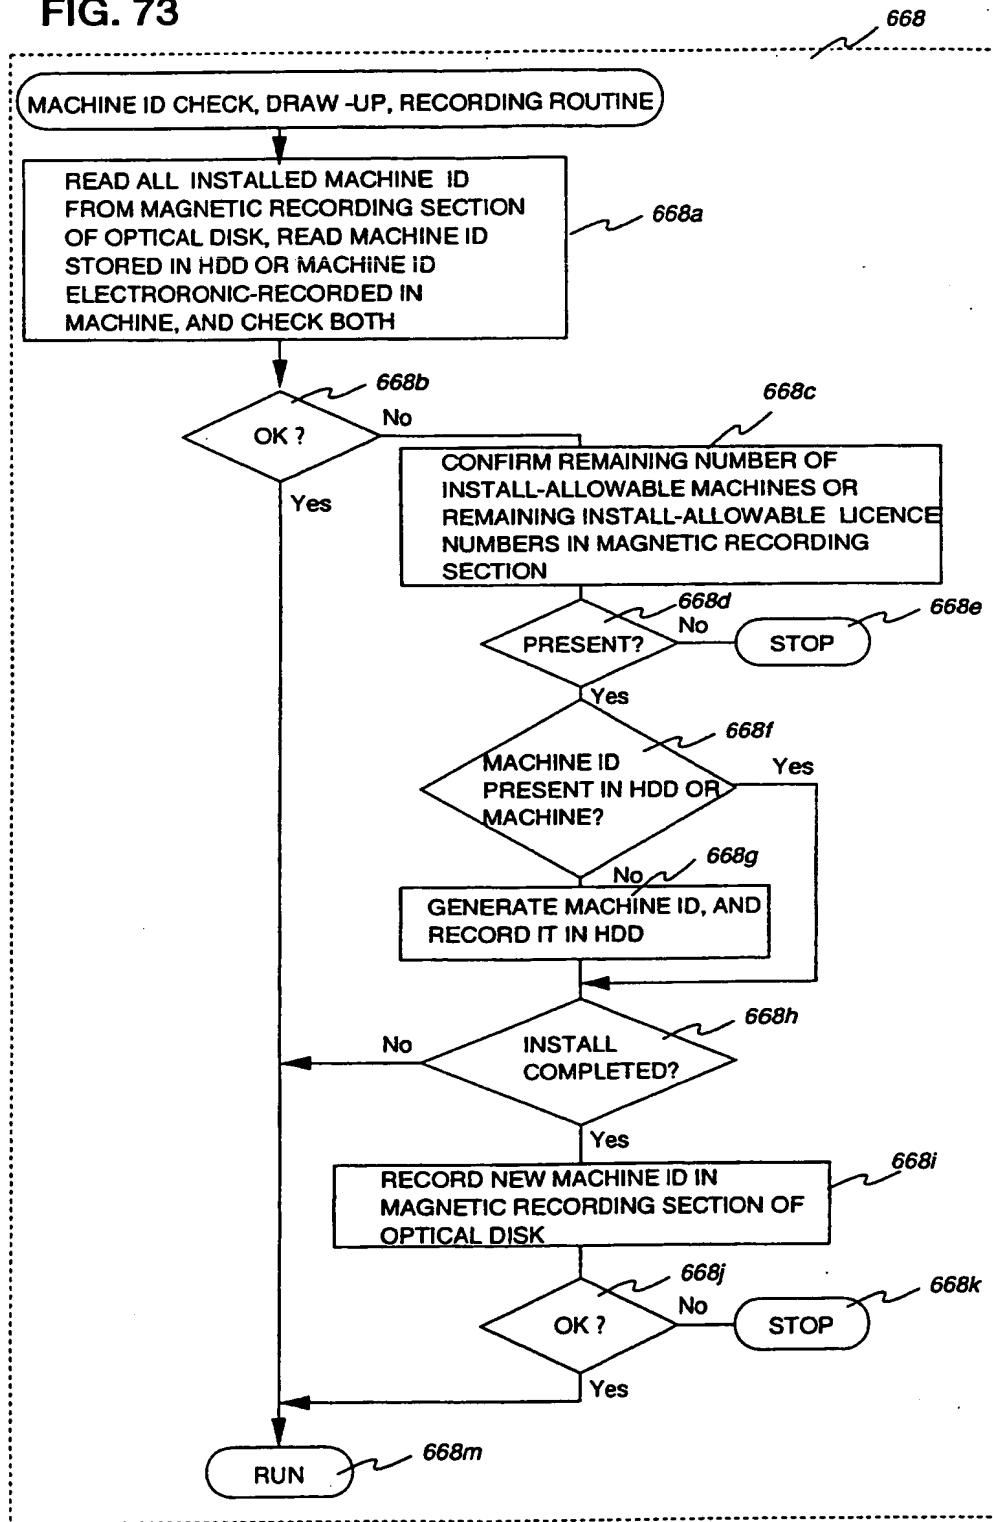 FIG. 73
668
MACHINE ID CHECK, DRAW -UP, RECORDING ROUTINE
READ ALL INSTALLED MACHINE ID
FROM MAGNETIC RECORDING SECTION
OF OPTICAL DISK, READ MACHINE ID
STORED IN HDD OR MACHINE ID
ELECTRORONIC-RECORDED IN
MACHINE, AND CHECK BOTH
668a
668b
OK ?
No
Yes
668c
CONFIRM REMAINING NUMBER OF
INSTALL-ALLOWABLE MACHINES OR
REMAINING INSTALL-ALLOWABLE LICENCE
NUMBERS IN MAGNETIC RECORDING
SECTION
668d
PRESENT?
No
668e
STOP
Yes
668f
MACHINE ID
PRESENT IN HDD OR
MACHINE?
Yes
No
668g
GENERATE MACHINE ID, AND
RECORD IT IN HDD
668h
INSTALL
COMPLETED?
No
Yes
668i
RECORD NEW MACHINE ID IN
MAGNETIC RECORDING SECTION OF
OPTICAL DISK
668j
OK ?
No
668k
STOP
Yes
RUN
668m